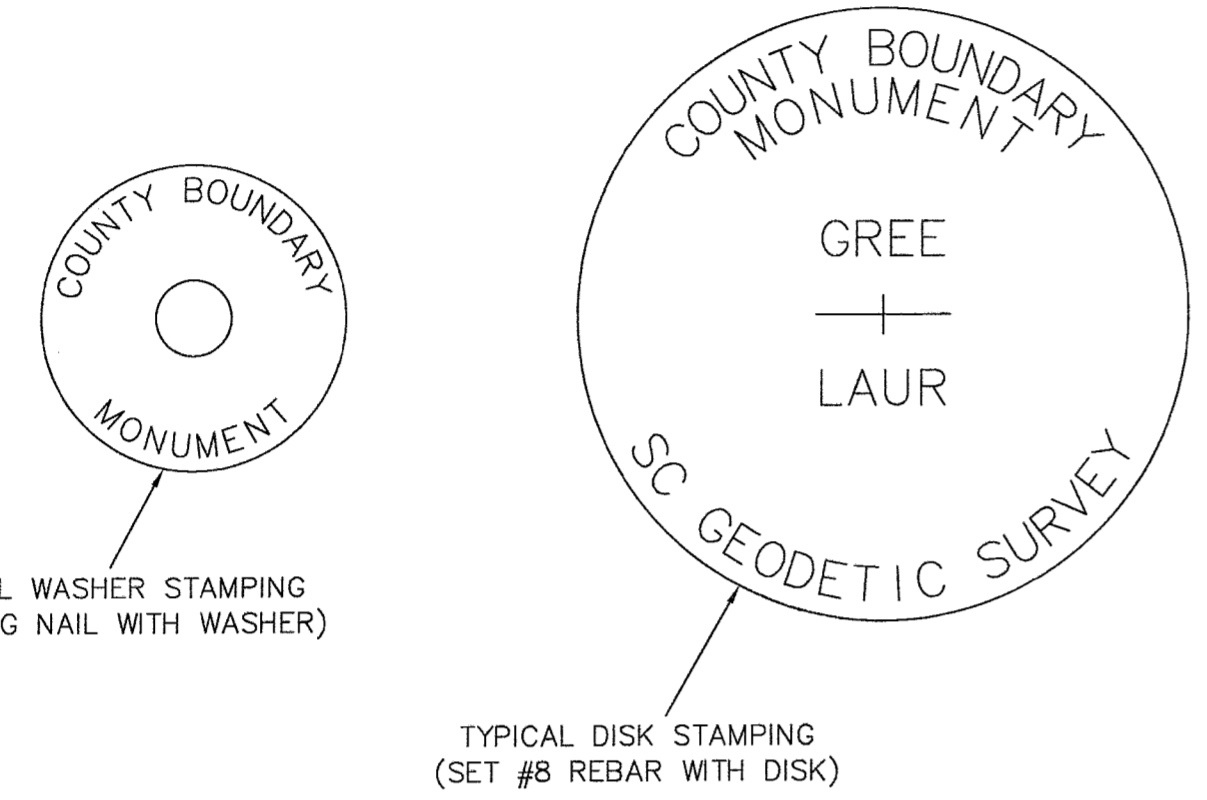 COUNTY BOUNDARY
MONUMENT
L WASHER STAMPING
G NAIL WITH WASHER)
COUNTY BOUNDARY
MONUMENT
GREE
LAUR
SC GEODETIC SURVEY
TYPICAL DISK STAMPING
(SET #8 REBAR WITH DISK)